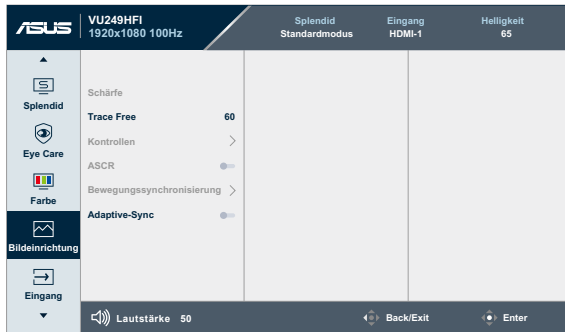 ASUS
VU249HFI
1920x1080 100Hz
Splendid
Standardmodus
Eingang
HDMI-1
Helligkeit
65
Splendid
Eye Care
Farbe
Bildeinrichtung
Eingang
Schärfe
Trace Free 60
Kontrollen
ASCR
Bewegungssynchronisierung
Adaptive-Sync
Lautstärke 50
Back/Exit
Enter